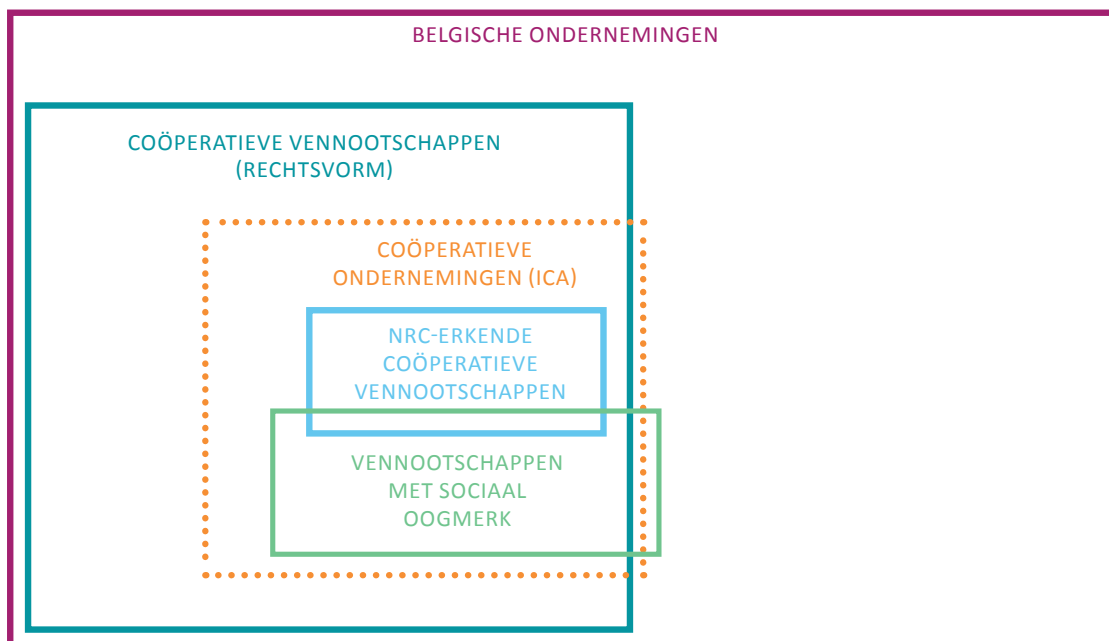 BELGISCHE ONDERNEMINGEN
COÖPERATIEVE VENNOOTSCHAPPEN
(RECHTSVORM)
COÖPERATIEVE
ONDERNEMINGEN (ICA)
NRC-ERKENDE
COÖPERATIEVE
VENNOOTSCHAPPEN
VENNOOTSCHAPPEN
MET SOCIAAL
OOGMERK